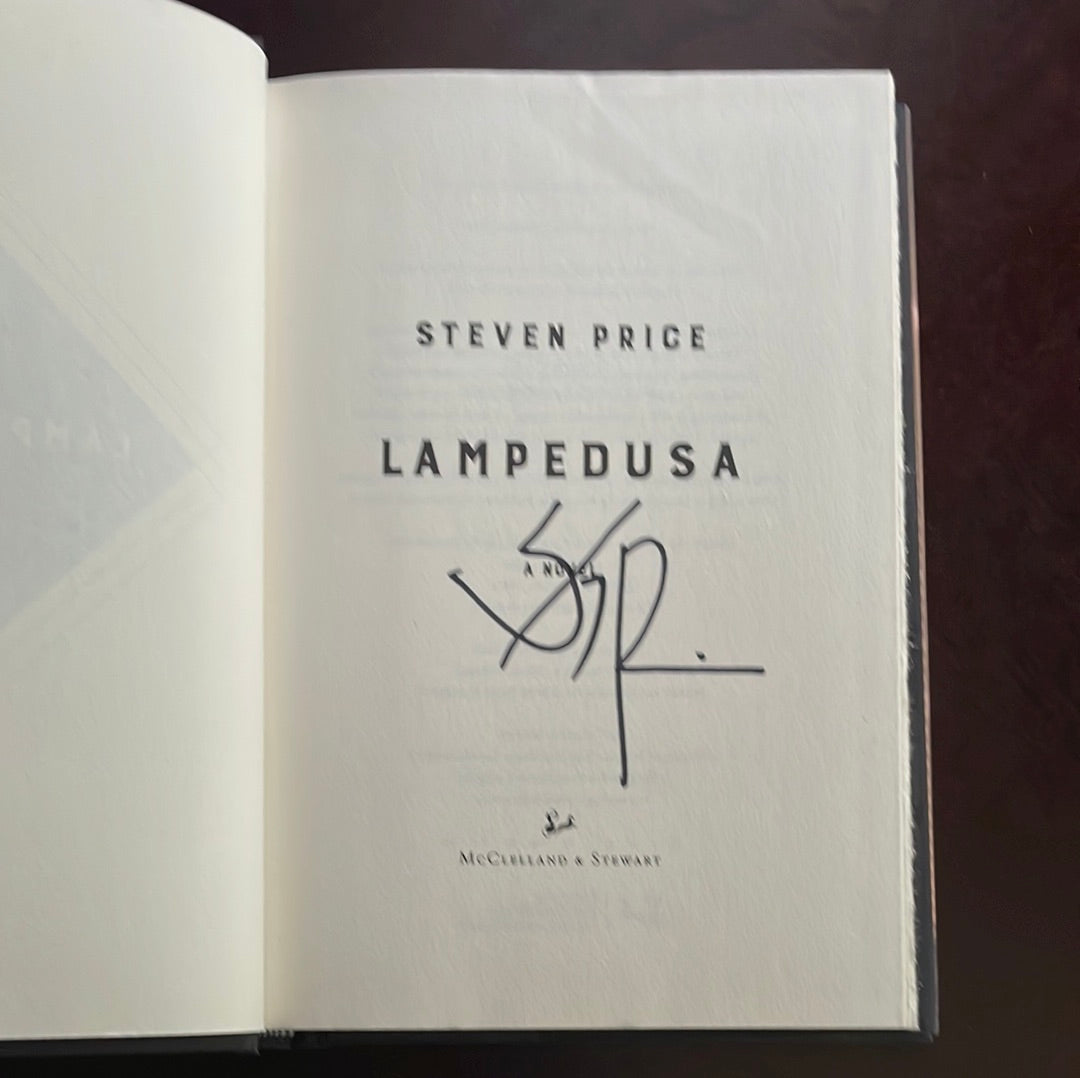 STEVEN PRICE
LAMPEDUSA
A NOVEL
McCLELLAND & STEWART